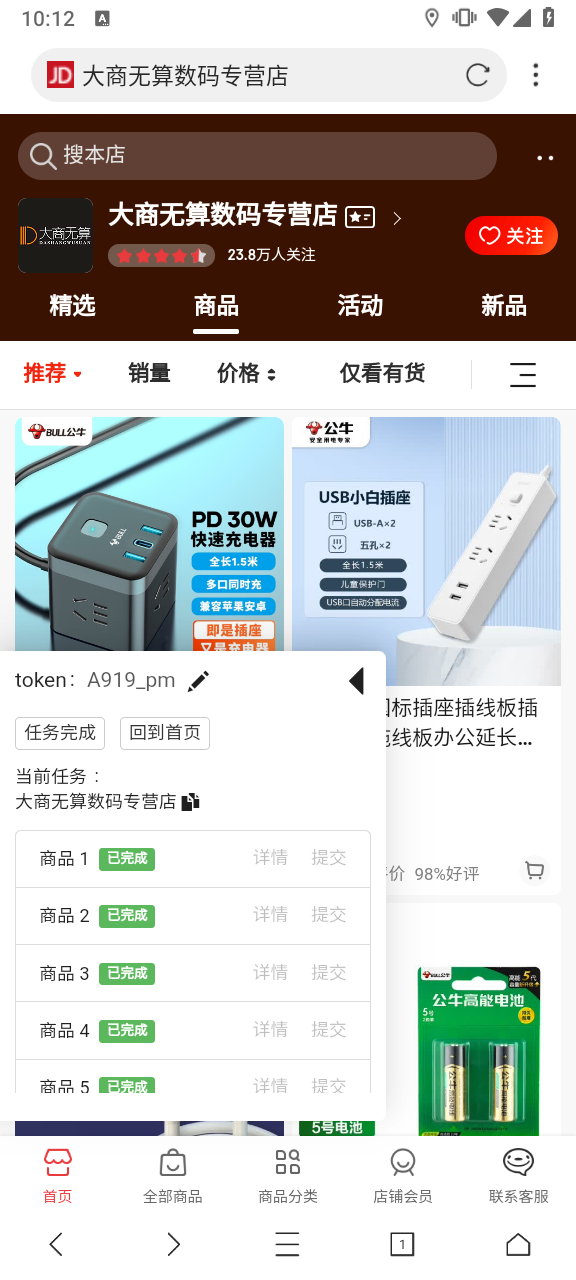 10:12
A
JD 大商无算数码专营店
搜本店
大商无算
DASHANGWUSUAN
大商无算数码专营店
23.8万人关注
关注
精选 商品 活动 新品
推荐 销量 价格 仅看有货
BULL公牛
PD 30W
快速充电器
全长1.5米
多口同时充
兼容苹果安卓
即是插座
又是充电器
BULL
公牛
安全用电专家
USB小白插座
USB-A×2
五孔×2
全长1.5米
儿童保护门
USB口自动分配电流
国标插座插线板插
拖线板办公延长...
评价 98%好评
token: A919_pm
任务完成 回到首页
当前任务：
大商无算数码专营店
商品 1 已完成 详情 提交
商品 2 已完成 详情 提交
商品 3 已完成 详情 提交
商品 4 已完成 详情 提交
商品 5 已完成 详情 提交
BULL公牛
高能5代
公牛高能电池
5号
5号电池
首页 全部商品 商品分类 店铺会员 联系客服
1